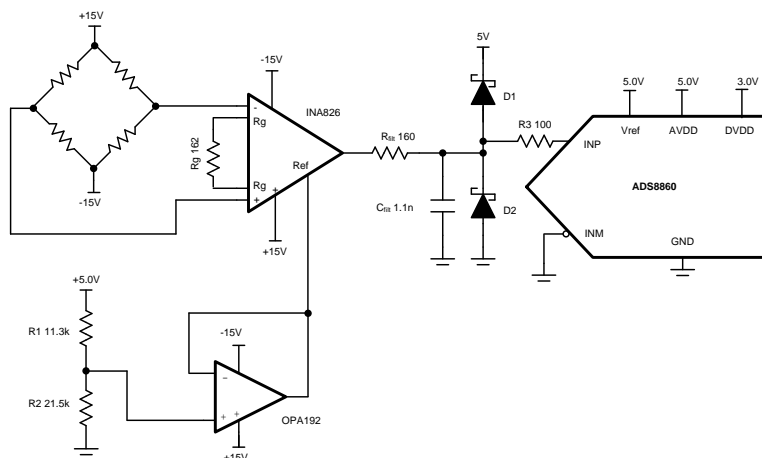 +15V
-15V
-
Rg
Rg 162
Rg
+
+
INA826
Ref
-15V
+15V
Rfilt 160
Cfilt 1.1n
5V
D1
D2
R3 100
5.0V
5.0V
3.0V
Vref
AVDD
DVDD
INP
ADS8860
INM
GND
+5.0V
R1 11.3k
R2 21.5k
-15V
−
+
+
OPA192
+15V